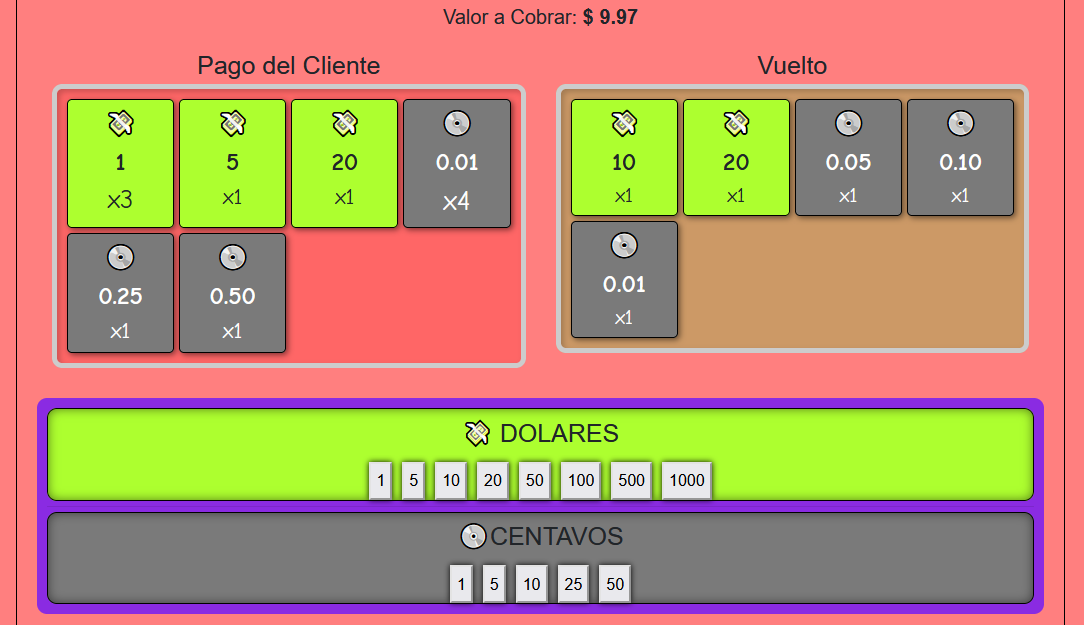 Valor a Cobrar: $ 9.97
Pago del Cliente
1 5 20 0.01
x3 x1 x1 x4
0.25 0.50
x1 x1
Vuelto
10 20 0.05 0.10
x1 x1 x1 x1
0.01
x1
DOLARES
1 5 10 20 50 100 500 1000
CENTAVOS
1 5 10 25 50